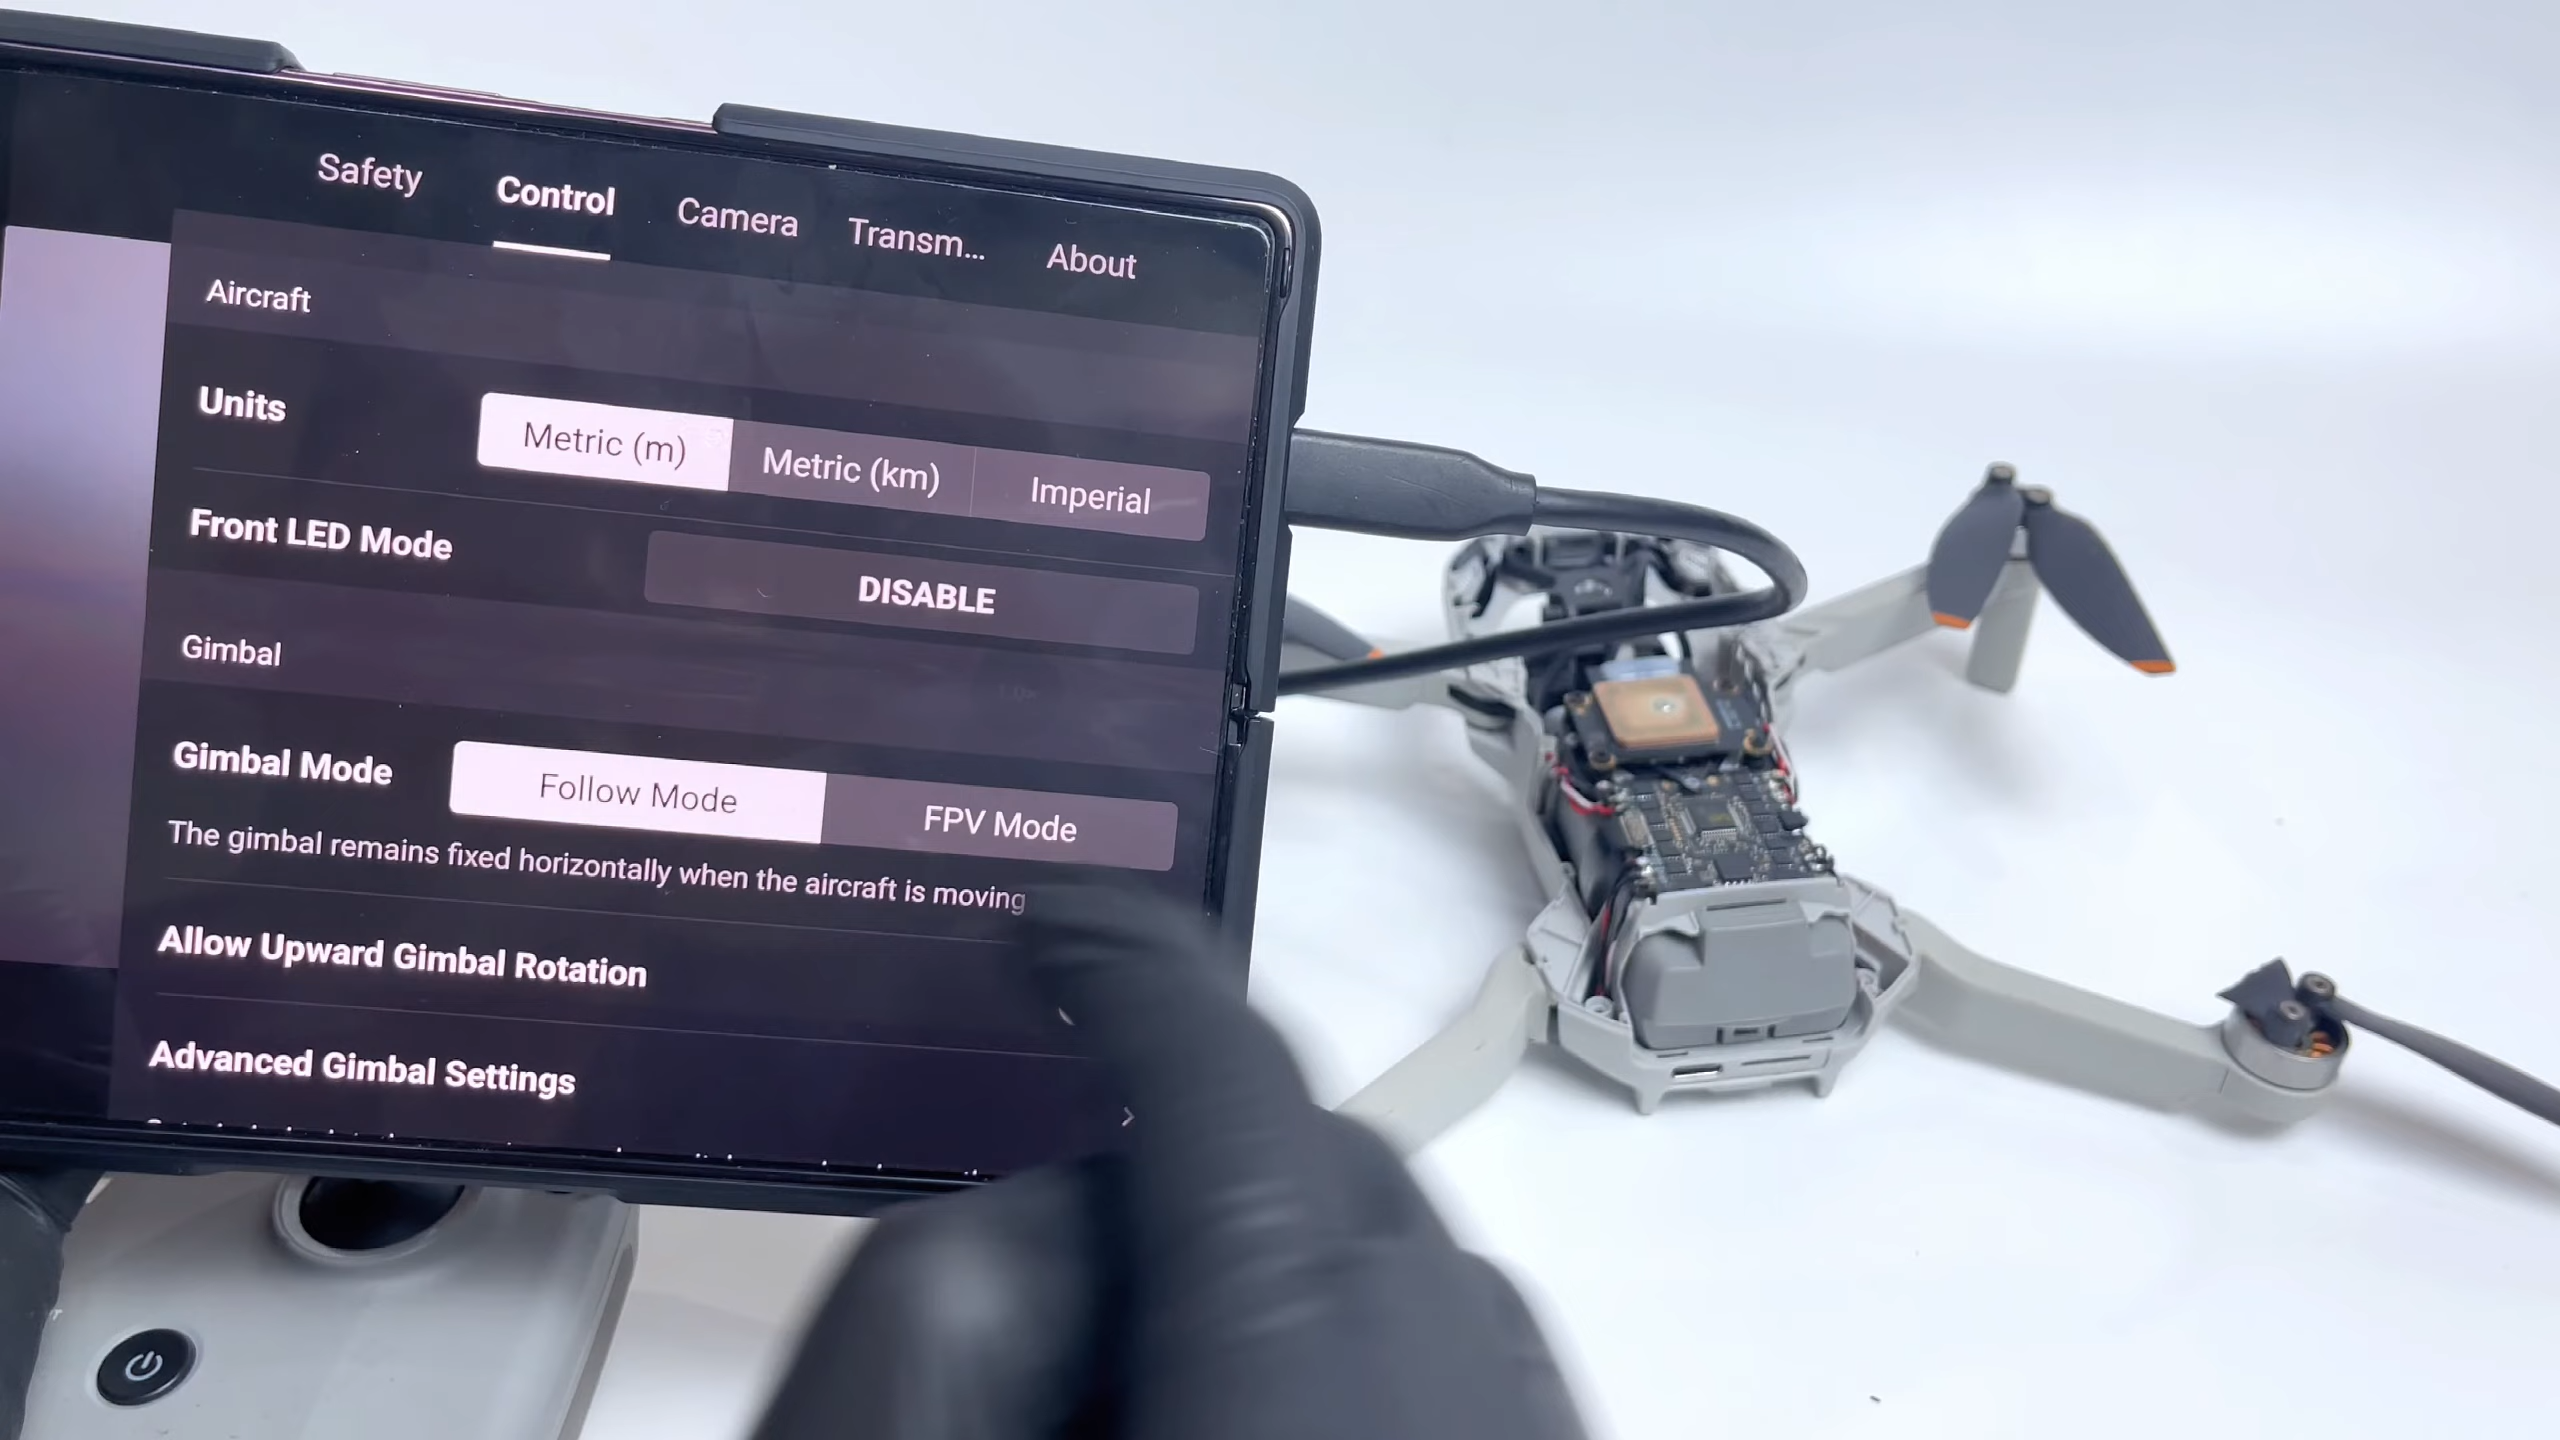 Safety Control Camera Transm... About
Aircraft
Units Metric (m) Metric (km) Imperial
Front LED Mode DISABLE
Gimbal
Gimbal Mode Follow Mode FPV Mode
The gimbal remains fixed horizontally when the aircraft is moving
Allow Upward Gimbal Rotation
Advanced Gimbal Settings